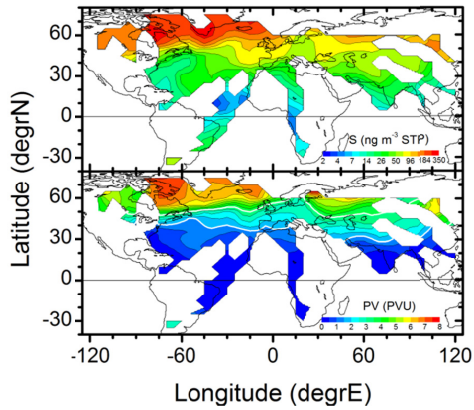 Latitude (degrN)
60
30
0
-30
S (ng m⁻³ STP)
2 4 7 14 26 50 96 184 350
60
30
0
-30
PV (PVU)
0 1 2 3 4 5 6 7 8
-120 -60 0 60 120
Longitude (degrE)